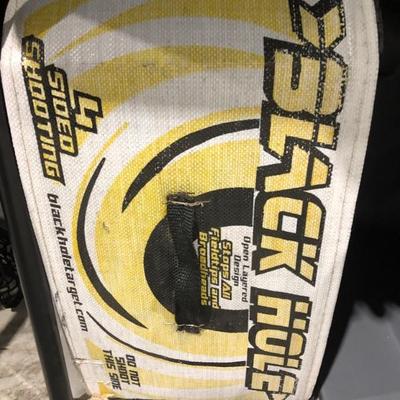 BLACK HOLE
4
SIDED
SHOOTING
Open Layered
Design
Stops All
Fieldtips and
Broadheads
blackholetarget.com
DO NOT
SHOOT
THIS SIDE